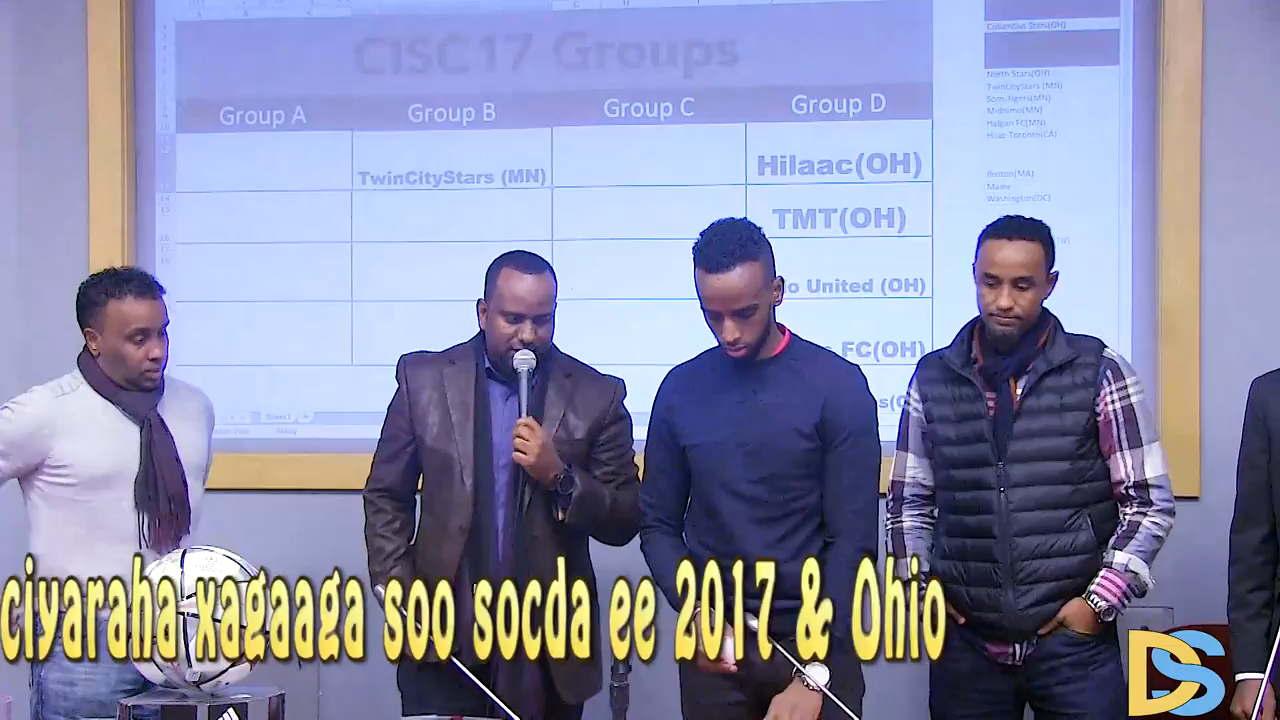 CISC17 Groups
Group A
Group B
Group C
Group D
TwinCityStars (MN)
Hilaac(OH)
TMT(OH)
United (OH)
FC(OH)
Columbus Stars(OH)
North Stars(OH)
TwinCityStars (MN)
Som-Tigers(MN)
Midnimo(MN)
Halgan FC(MN)
Hilac-Toronto(CA)
Boston(MA)
Maine
Washington(DC)
Sheet1
ciyaraha xagaaga soo socda ee 2017 & Ohio
DS